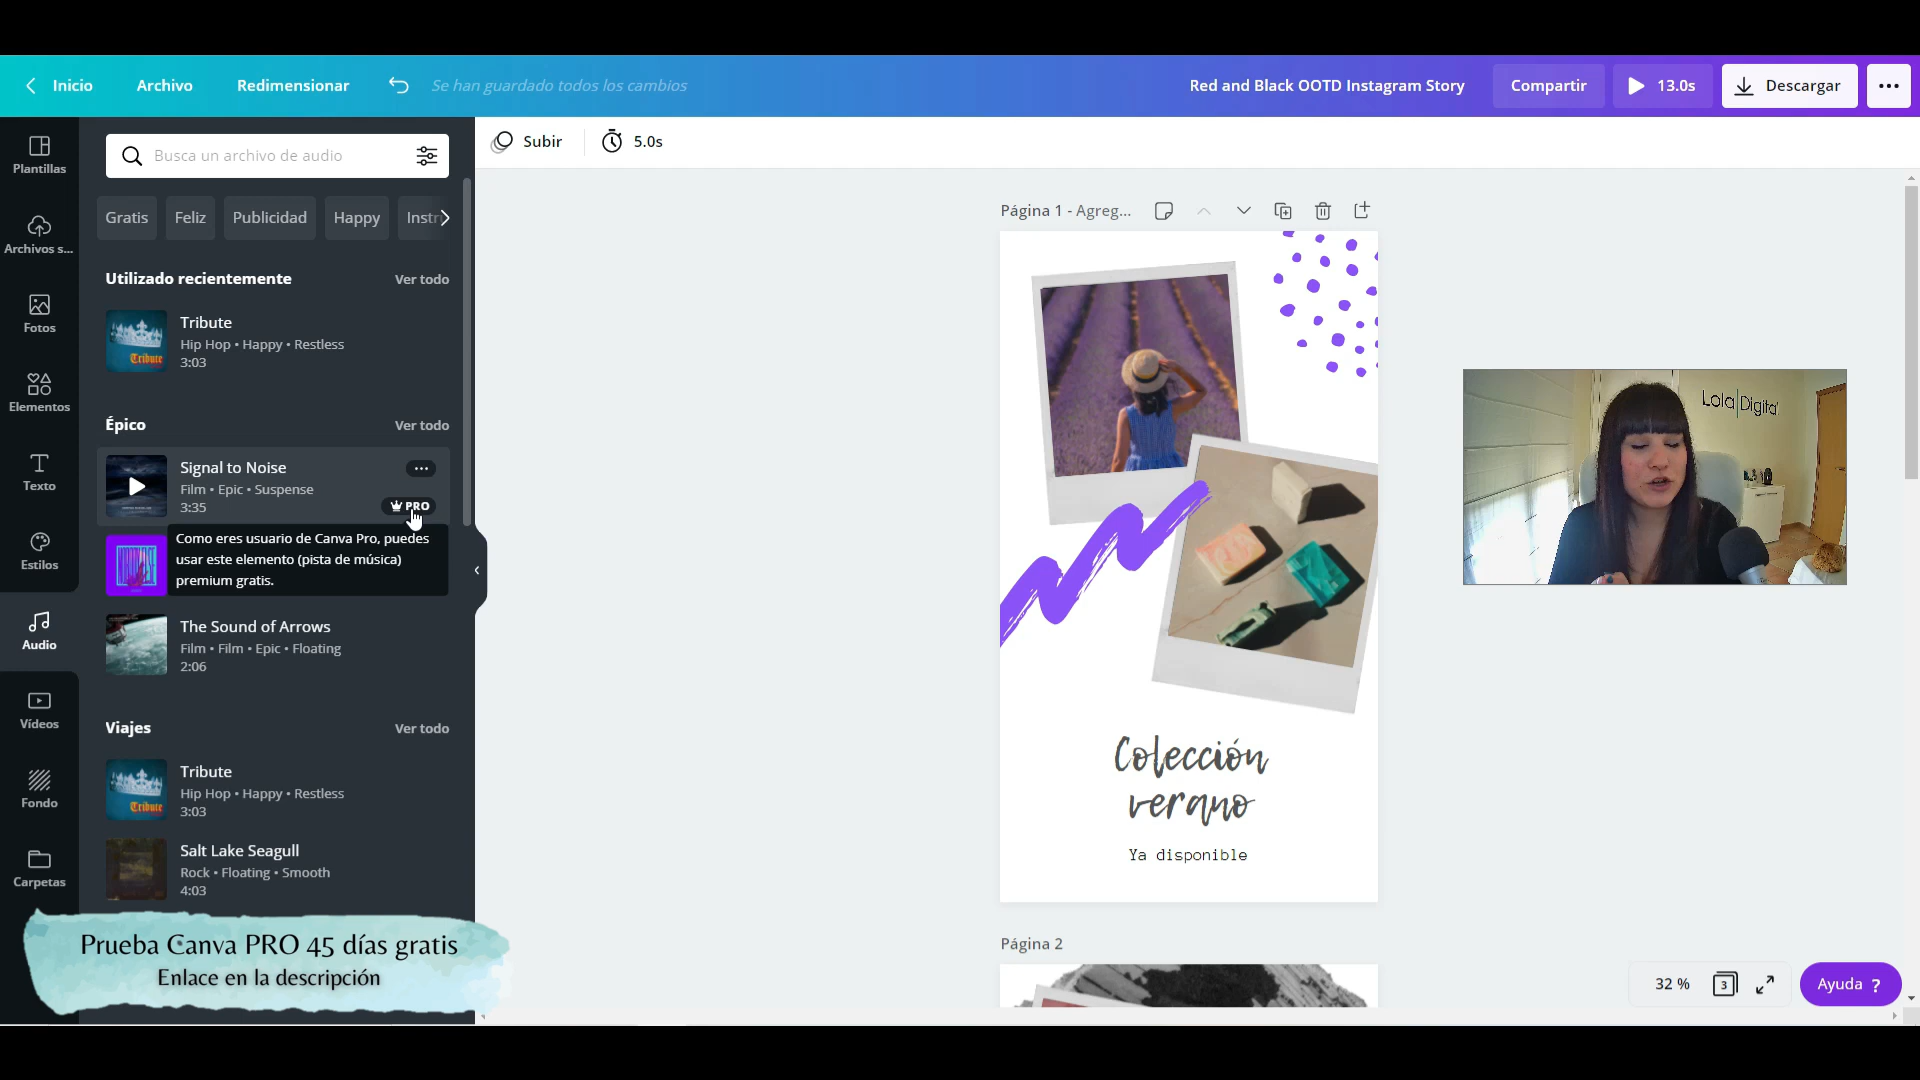 Inicio
Archivo
Redimensionar
Se han guardado todos los cambios
Red and Black OOTD Instagram Story
Compartir
13.0s
Descargar
Plantillas
Archivos s...
Fotos
Elementos
Texto
Estilos
Audio
Vídeos
Fondo
Carpetas
Busca un archivo de audio
Gratis
Feliz
Publicidad
Happy
Utilizado recientemente
Ver todo
Tribute
Hip Hop • Happy • Restless
3:03
Épico
Ver todo
Signal to Noise
Film • Epic • Suspense
3:35
PRO
Como eres usuario de Canva Pro, puedes
usar este elemento (pista de música)
premium gratis.
The Sound of Arrows
Film • Film • Epic • Floating
2:06
Viajes
Ver todo
Tribute
Hip Hop • Happy • Restless
3:03
Salt Lake Seagull
Rock • Floating • Smooth
4:03
Prueba Canva PRO 45 días gratis
Enlace en la descripción
Subir
5.0s
Página 1 - Agreg...
Tribute
Tribute
Colección
verano
Ya disponible
Página 2
Lola Digital
32 %
3
Ayuda ?